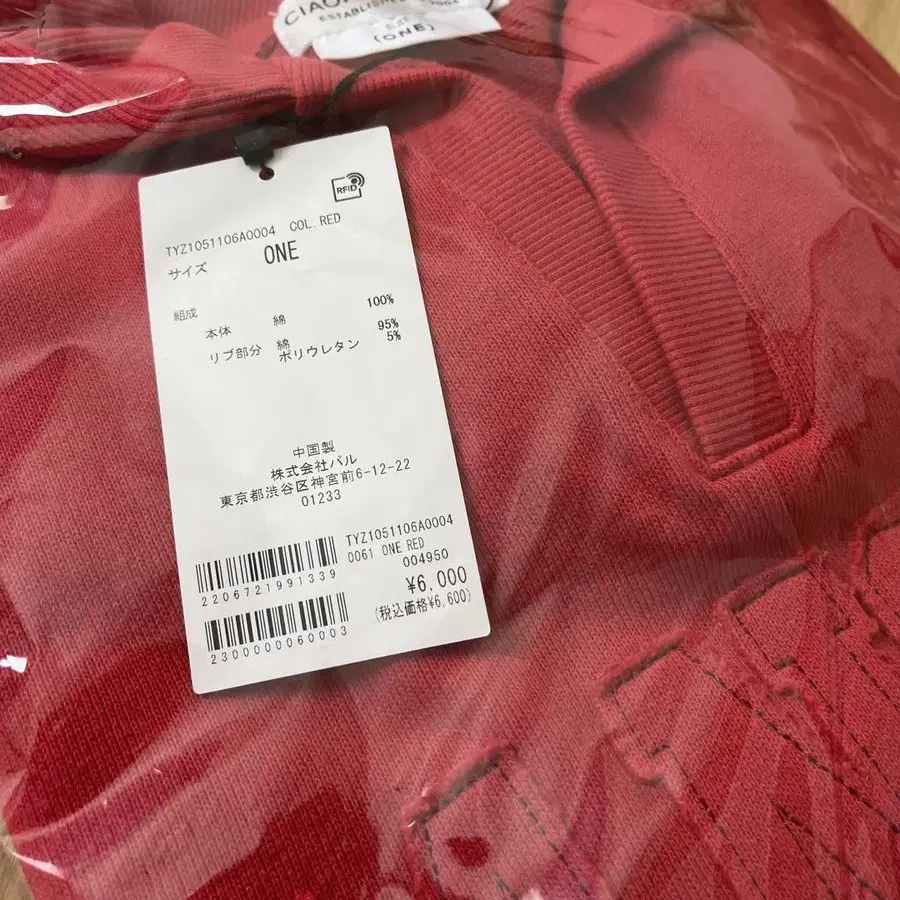 ESTABLISHED
(ONE)
RFID
TYZ1051106A0004 COL.RED
サイズ ONE
組成
本体 綿 100%
リブ部分 綿 95%
ポリウレタン 5%
中国製
株式会社パル
東京都渋谷区神宮前6-12-22
01233
TYZ1051106A0004
0061 ONE RED
004950
2206721991339
¥6,000
(税込価格¥6,600)
2300000060003